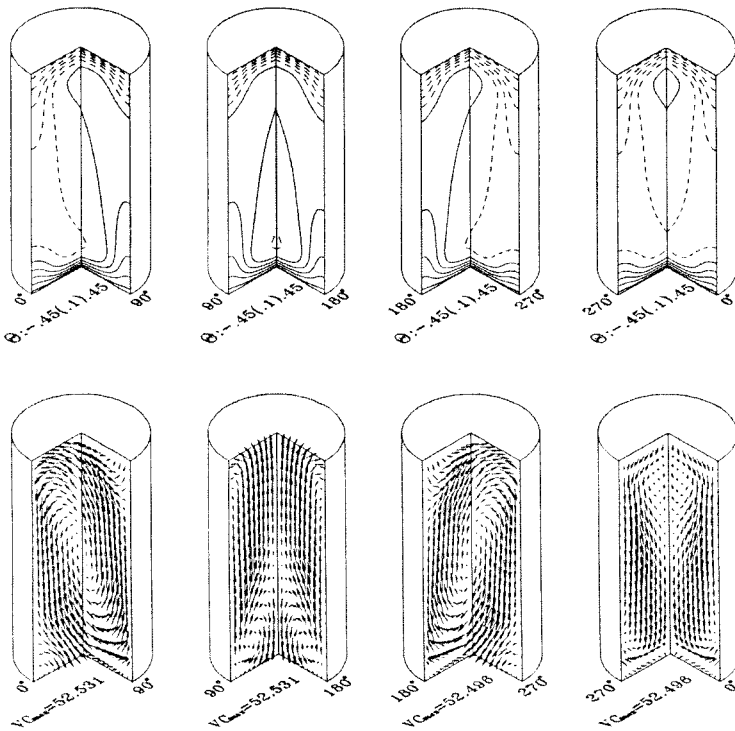 0° 90°
Θ:-.45(.1).45
90° 180°
Θ:-.45(.1).45
180° 270°
Θ:-.45(.1).45
270° 0°
Θ:-.45(.1).45
0° 90°
VCmax=52.531
90° 180°
VCmax=52.531
180° 270°
VCmax=52.498
270° 0°
VCmax=52.498